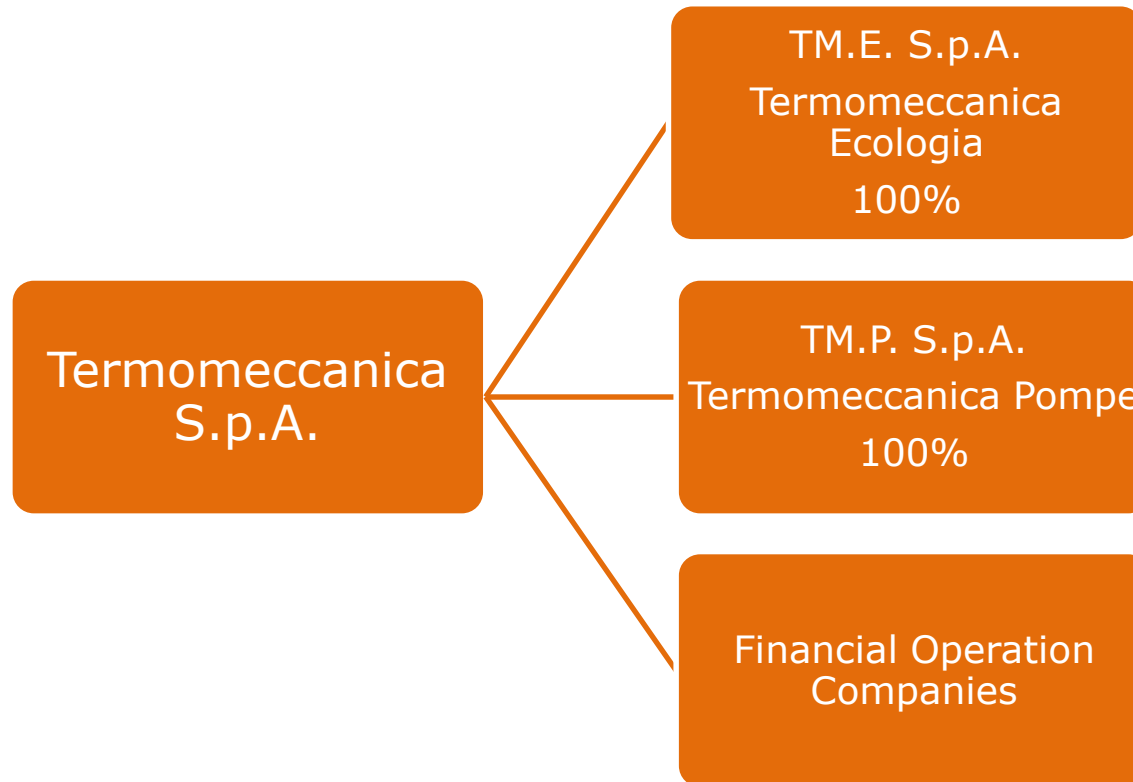 TM.E. S.p.A.
Termomeccanica
Ecologia
100%
Termomeccanica
S.p.A.
TM.P. S.p.A.
Termomeccanica Pompe
100%
Financial Operation
Companies